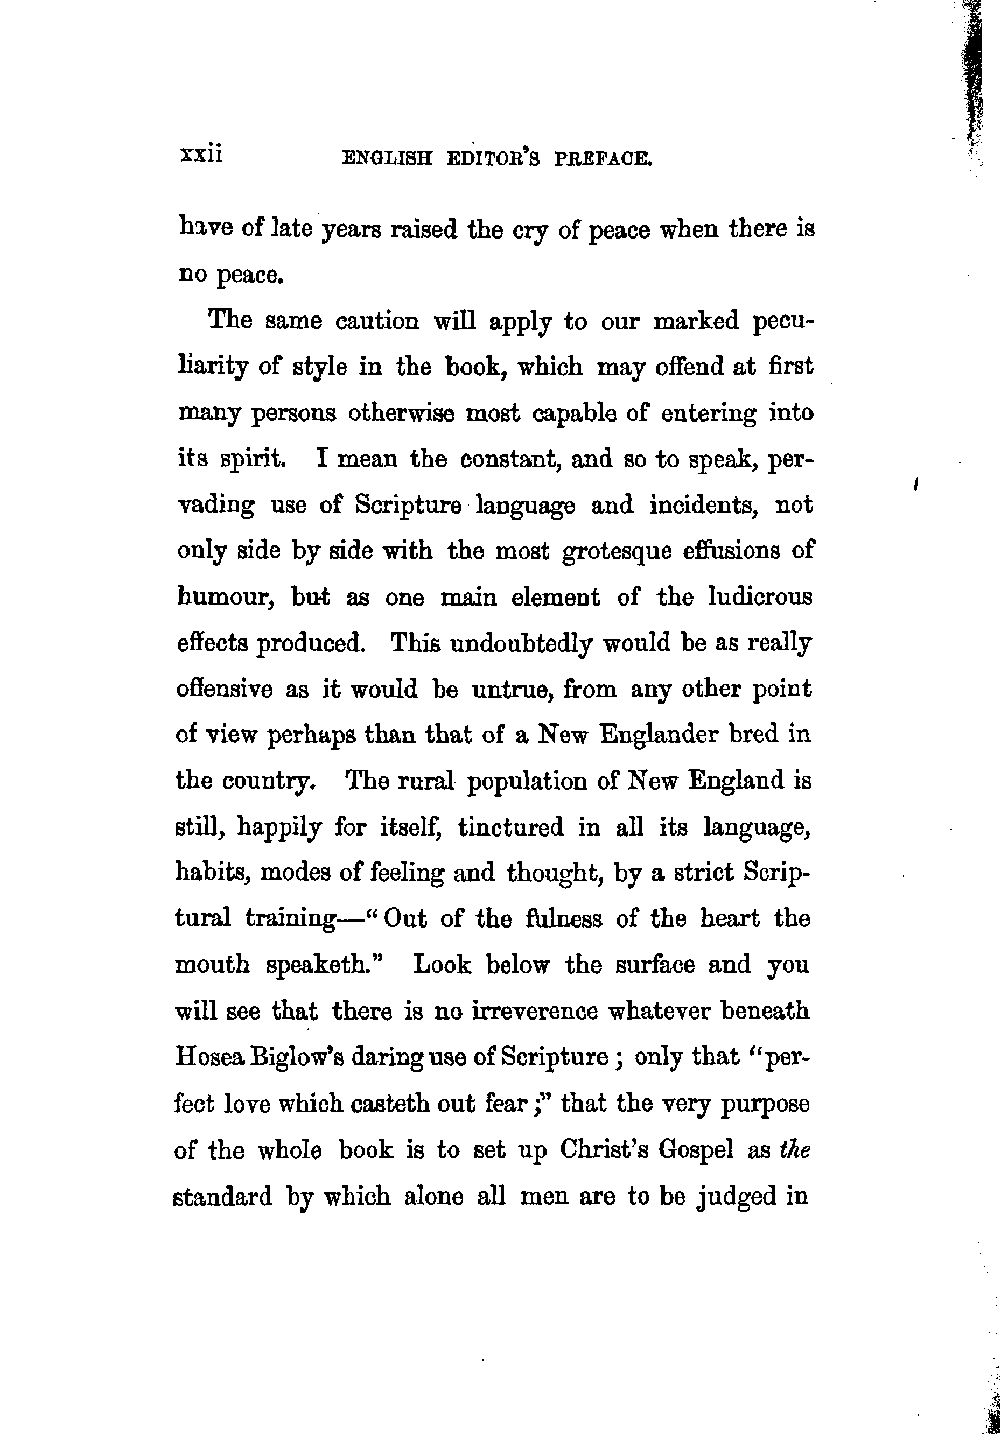 xxii ENGLISH EDITOR'S PREFACE.
have of late years raised the cry of peace when there is
no peace.
The same caution will apply to our marked pecu-
liarity of style in the book, which may offend at first
many persons otherwise most capable of entering into
its spirit. I mean the constant, and so to speak, per-
vading use of Scripture language and incidents, not
only side by side with the most grotesque effusions of
humour, but as one main element of the ludicrous
effects produced. This undoubtedly would be as really
offensive as it would be untrue, from any other point
of view perhaps than that of a New Englander bred in
the country. The rural population of New England is
still, happily for itself, tinctured in all its language,
habits, modes of feeling and thought, by a strict Scrip-
tural training—“Out of the fulness of the heart the
mouth speaketh.” Look below the surface and you
will see that there is no irreverence whatever beneath
Hosea Biglow's daring use of Scripture; only that “per-
fect love which casteth out fear;” that the very purpose
of the whole book is to set up Christ's Gospel as the
standard by which alone all men are to be judged in